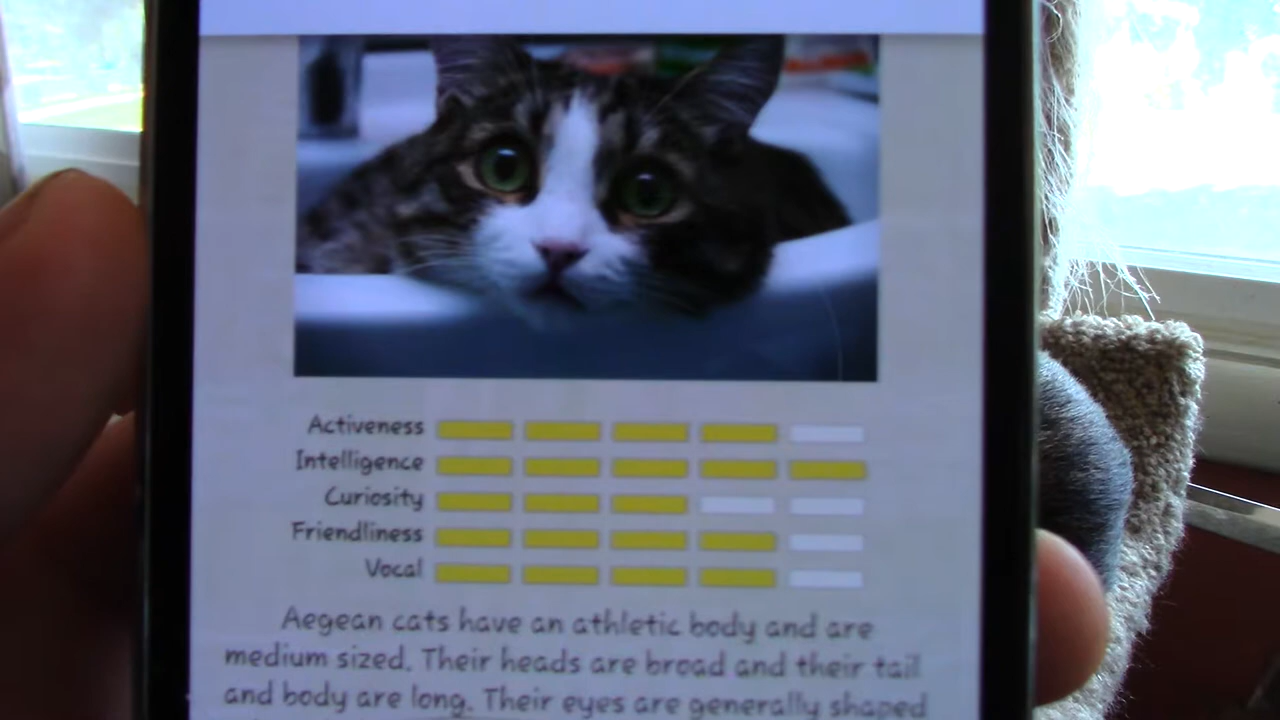 Activeness
Intelligence
Curiosity
Friendliness
Vocal
Aegean cats have an athletic body and are
medium sized. Their heads are broad and their tail
and body are long. Their eyes are generally shaped